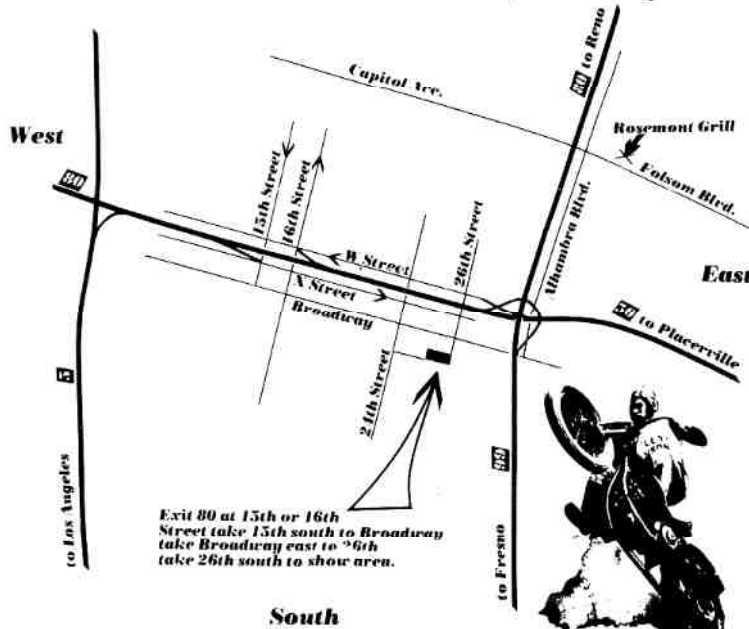 80 to Reno
Capitol Ave.
Rosemont Grill
West
Folsom Blvd.
80
15th Street
16th Street
Alhambra Blvd.
26th Street
W Street
East
X Street
Broadway
50 to Placerville
24th Street
5
99
to Los Angeles
to Fresno
Exit 80 at 15th or 16th
Street take 15th south to Broadway
take Broadway east to 26th
take 26th south to show area.
South